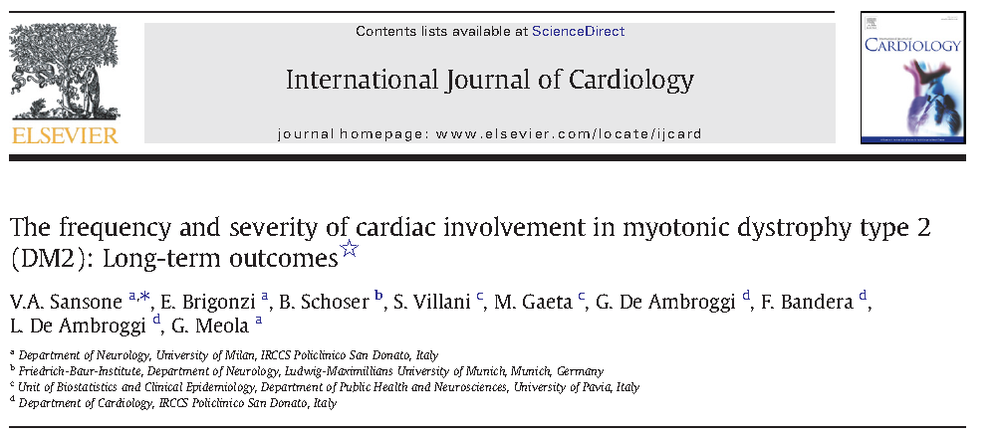 Contents lists available at ScienceDirect
International Journal of Cardiology
journal homepage: www.elsevier.com/locate/ijcard
ELSEVIER
CARDIOLOGY
The frequency and severity of cardiac involvement in myotonic dystrophy type 2
(DM2): Long-term outcomes☆
V.A. Sansone a,*, E. Brigonzi a, B. Schoser b, S. Villani c, M. Gaeta c, G. De Ambroggi d, F. Bandera d,
L. De Ambroggi d, G. Meola a
a Department of Neurology, University of Milan, IRCCS Policlinico San Donato, Italy
b Friedrich-Baur-Institute, Department of Neurology, Ludwig-Maximillians University of Munich, Munich, Germany
c Unit of Biostatistics and Clinical Epidemiology, Department of Public Health and Neurosciences, University of Pavia, Italy
d Department of Cardiology, IRCCS Policlinico San Donato, Italy